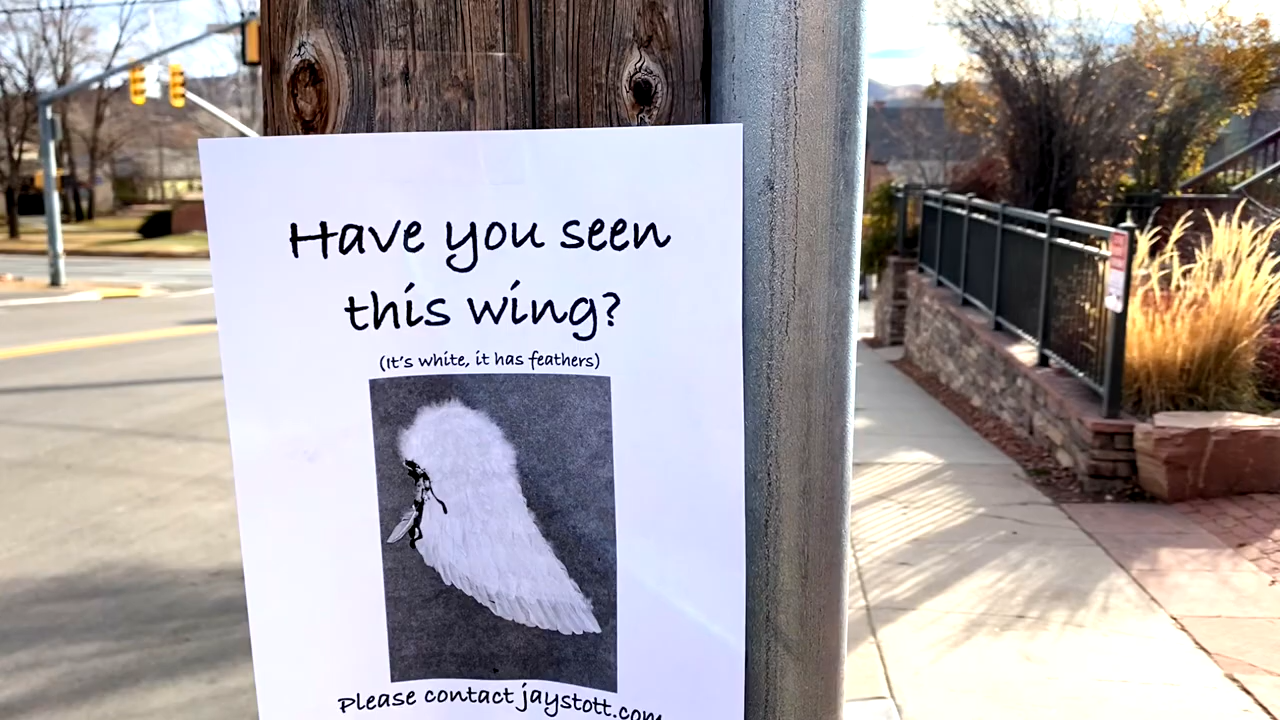 Have you seen
this wing?
(It's white, it has feathers)
Please contact jaystott.com